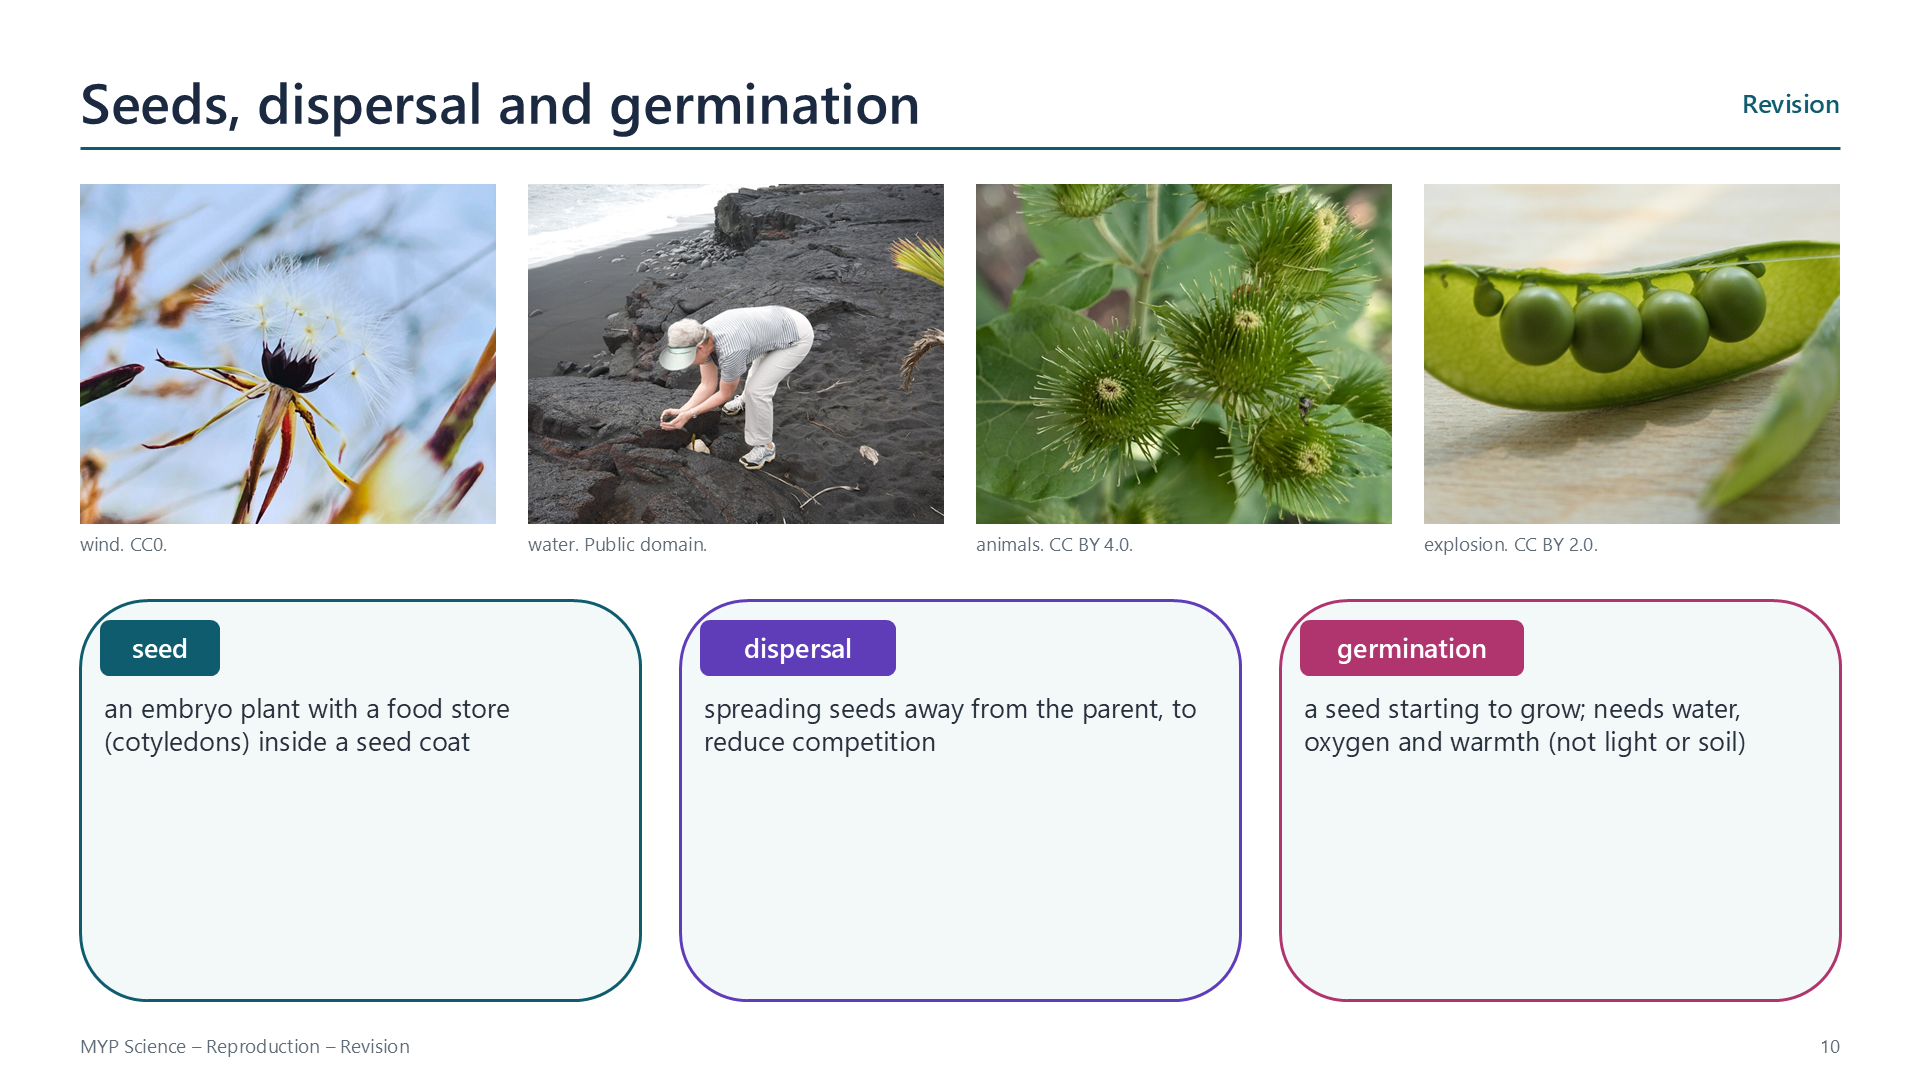 Seeds, dispersal and germination
Revision
wind. CC0.
water. Public domain.
animals. CC BY 4.0.
explosion. CC BY 2.0.
seed
an embryo plant with a food store
(cotyledons) inside a seed coat
dispersal
spreading seeds away from the parent, to
reduce competition
germination
a seed starting to grow; needs water,
oxygen and warmth (not light or soil)
MYP Science – Reproduction – Revision
10